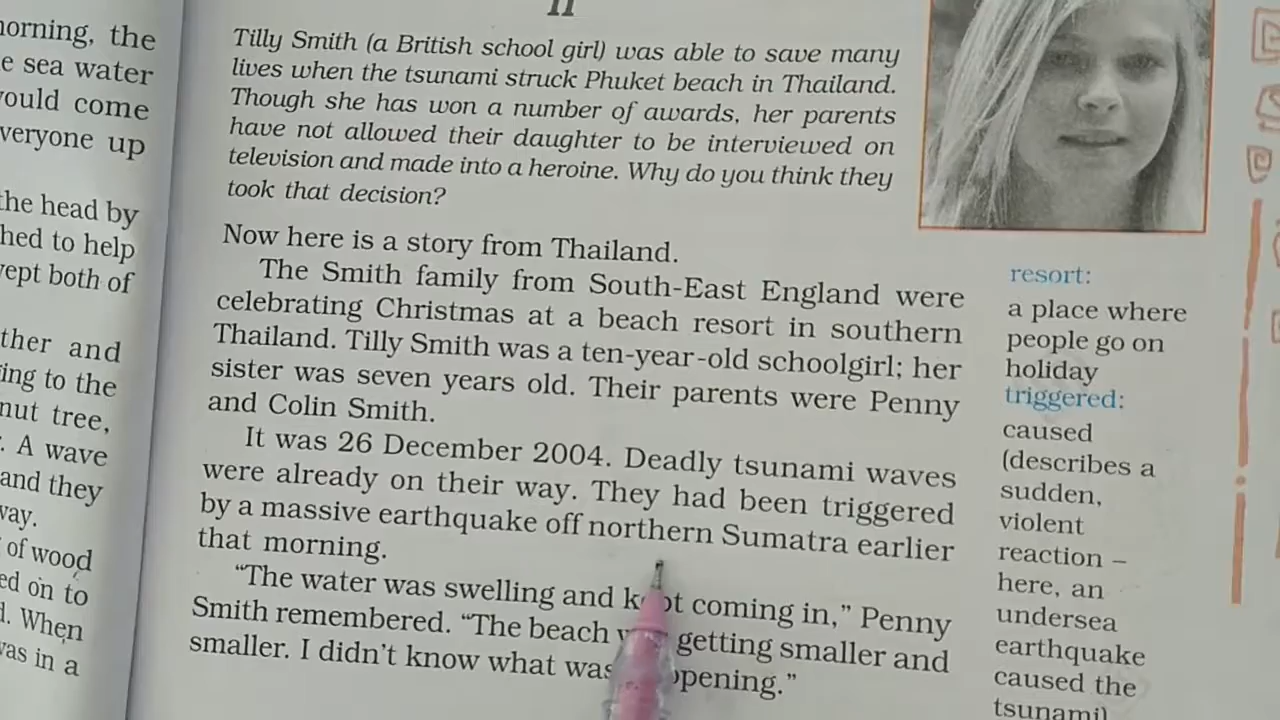 orning, the
e sea water
ould come
veryone up
the head by
hed to help
ept both of
ther and
ing to the
nut tree,
. A wave
and they
way.
of wood
ed on to
d. When
was in a
II
Tilly Smith (a British school girl) was able to save many
lives when the tsunami struck Phuket beach in Thailand.
Though she has won a number of awards, her parents
have not allowed their daughter to be interviewed on
television and made into a heroine. Why do you think they
took that decision?
Now here is a story from Thailand.
The Smith family from South-East England were
celebrating Christmas at a beach resort in southern
Thailand. Tilly Smith was a ten-year-old schoolgirl; her
sister was seven years old. Their parents were Penny
and Colin Smith.
It was 26 December 2004. Deadly tsunami waves
were already on their way. They had been triggered
by a massive earthquake off northern Sumatra earlier
that morning.
“The water was swelling and kept coming in,” Penny
Smith remembered. “The beach getting smaller and
smaller. I didn’t know what was opening.”
resort:
a place where
people go on
holiday
triggered:
caused
(describes a
sudden,
violent
reaction –
here, an
undersea
earthquake
caused the
tsunami)